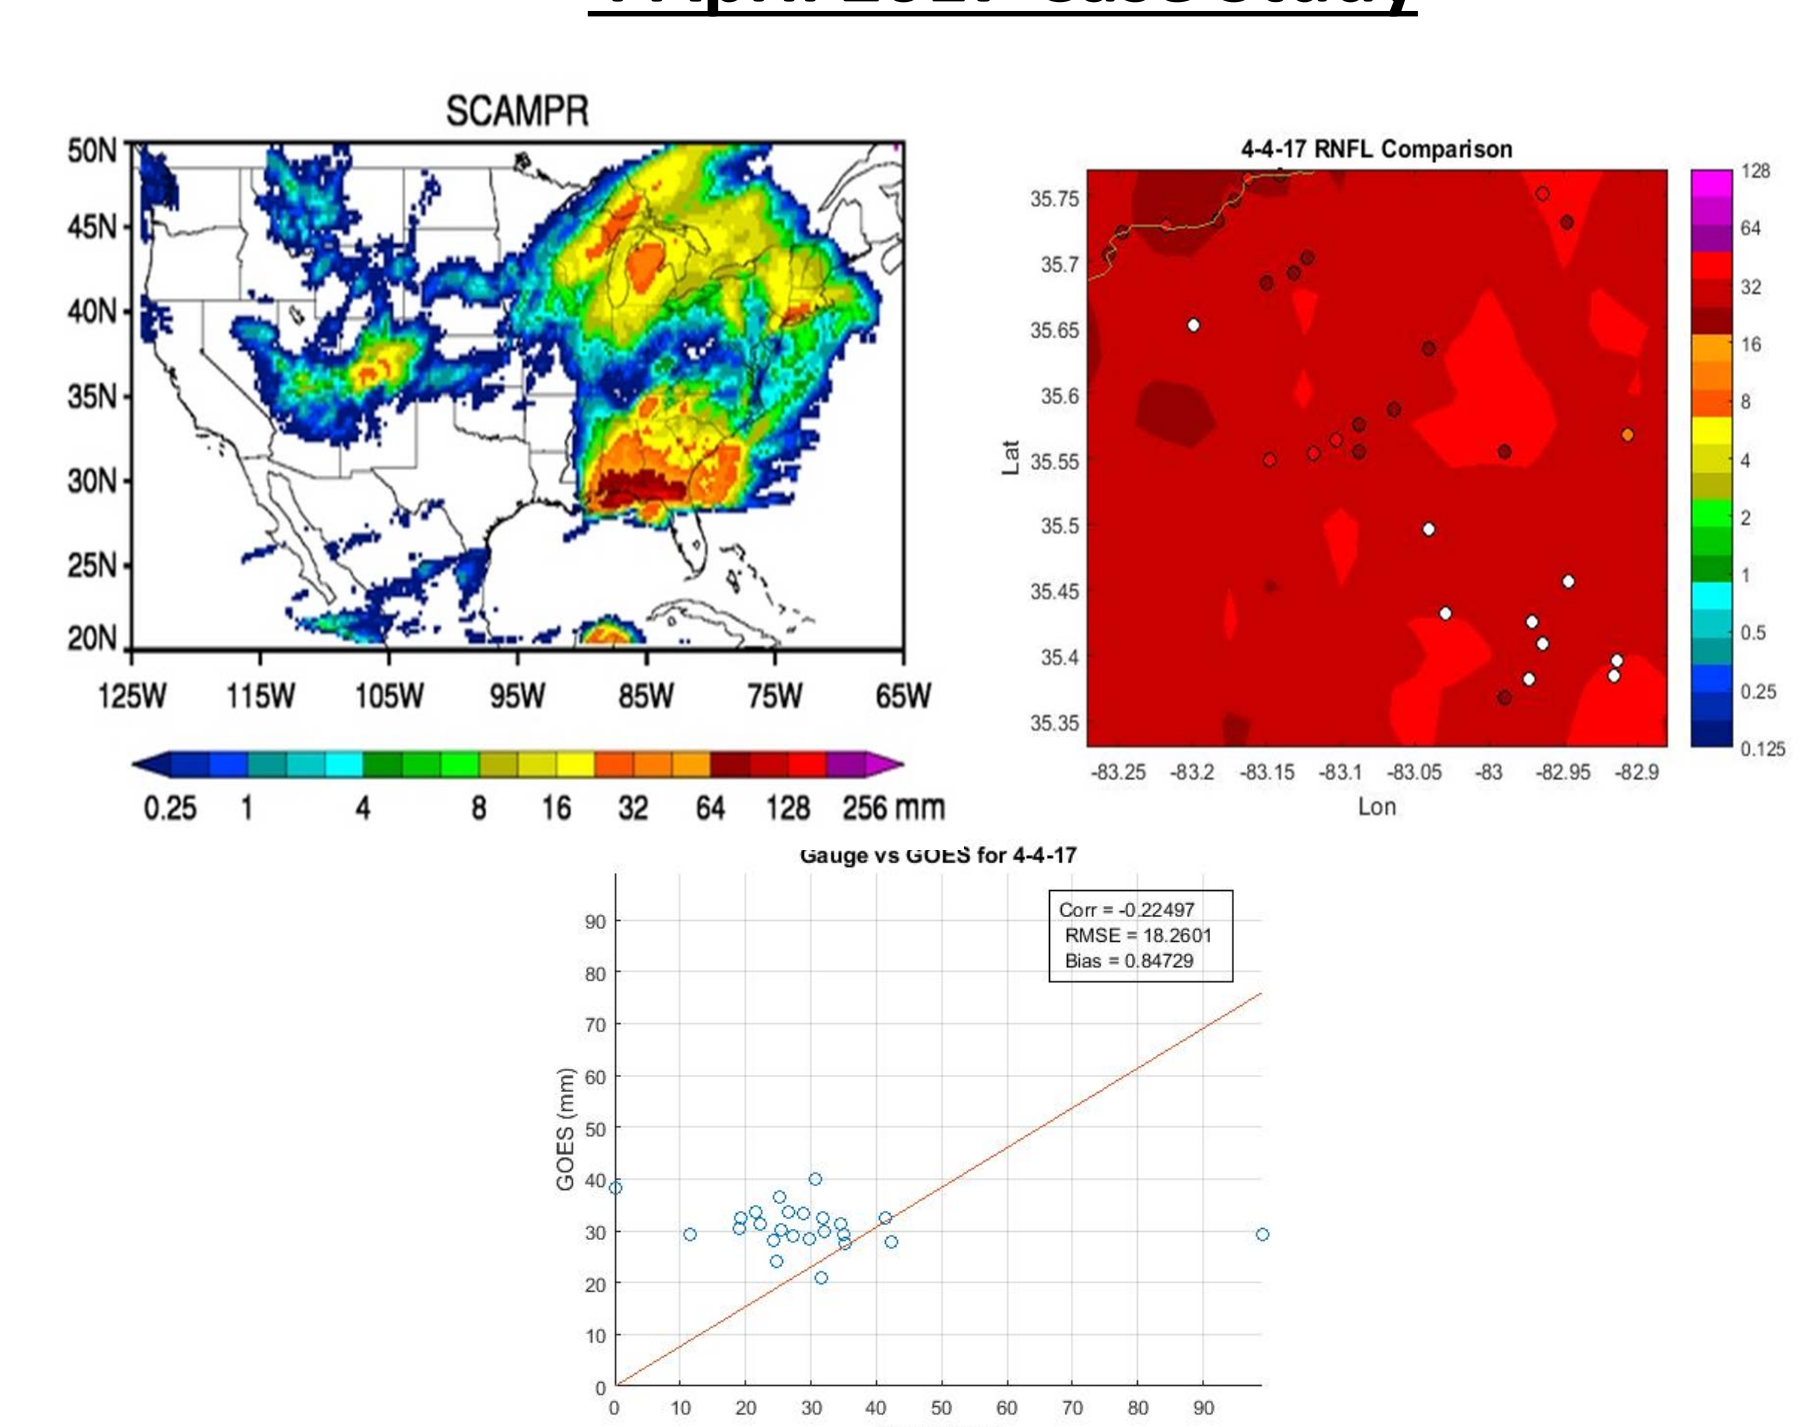 4 April 2017 Case Study
SCAMPR
50N
45N
40N
35N
30N
25N
20N
125W 115W 105W 95W 85W 75W 65W
0.25 1 4 8 16 32 64 128 256 mm
4-4-17 RNFL Comparison
35.75
35.7
35.65
35.6
35.55
35.5
35.45
35.4
35.35
Lat
-83.25 -83.2 -83.15 -83.1 -83.05 -83 -82.95 -82.9
Lon
128
64
32
16
8
4
2
1
0.5
0.25
0.125
Gauge vs GOES for 4-4-17
Corr = -0.22497
RMSE = 18.2601
Bias = 0.84729
90
80
70
60
50
40
30
20
10
0
GOES (mm)
0 10 20 30 40 50 60 70 80 90